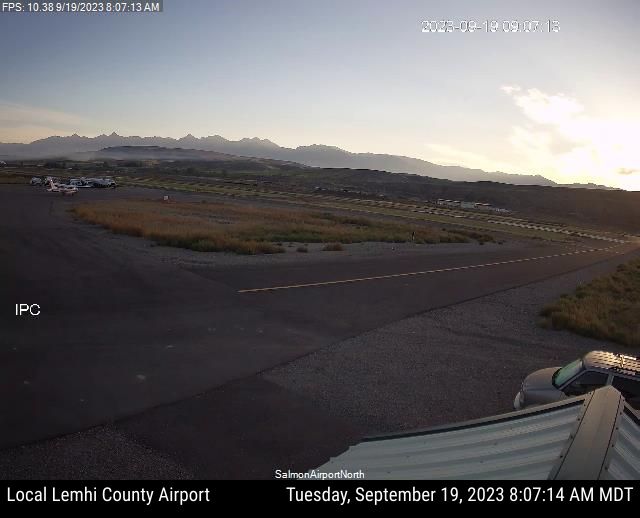 FPS: 10.38 9/19/2023 8:07:13 AM
2023-09-19 09:07:13
IPC
SalmonAirportNorth
Local Lemhi County Airport Tuesday, September 19, 2023 8:07:14 AM MDT